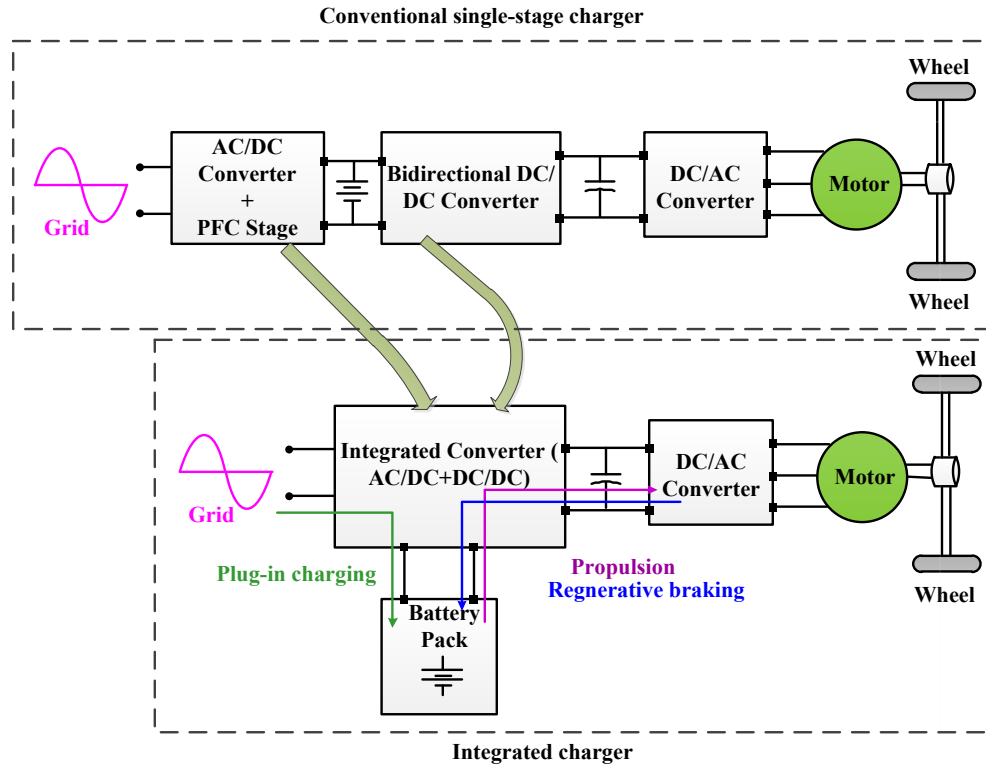 Conventional single-stage charger
Wheel
AC/DC
Converter
+
PFC Stage
Bidirectional DC/
DC Converter
DC/AC
Converter
Motor
Grid
Wheel
Wheel
Integrated Converter (
AC/DC+DC/DC)
DC/AC
Converter
Motor
Grid
Plug-in charging
Propulsion
Regnerative braking
Wheel
Battery
Pack
Integrated charger